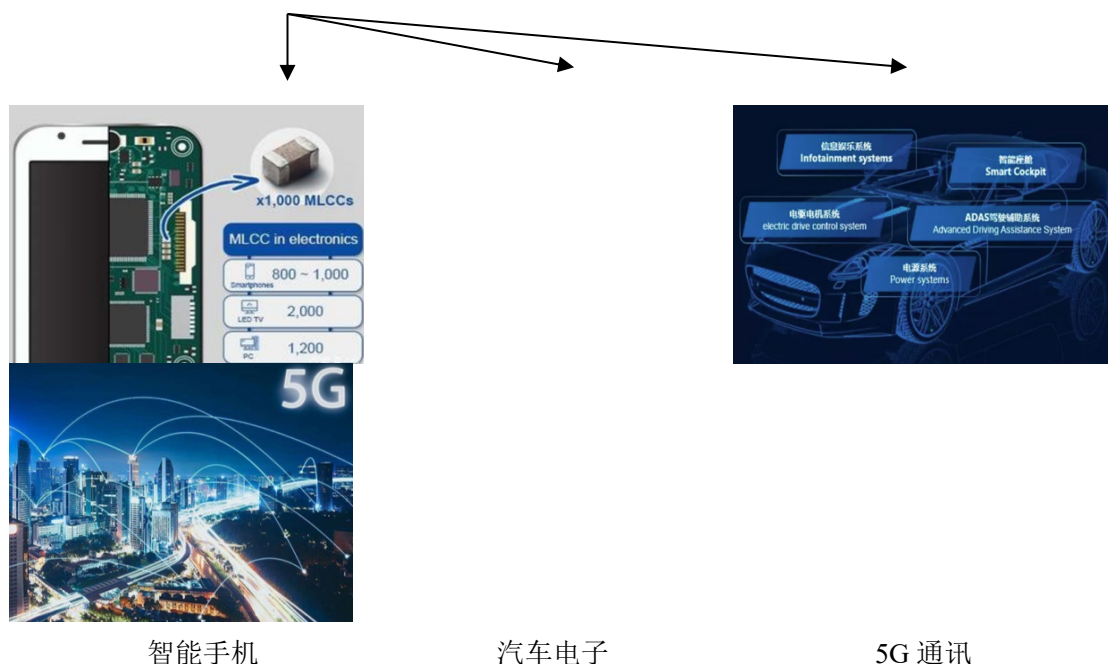 x1,000 MLCCs
MLCC in electronics
Smartphones
800 ~ 1,000
LED TV
2,000
PC
1,200
信息娱乐系统
Infotainment systems
智能座舱
Smart Cockpit
电驱电机系统
electric drive control system
ADAS驾驶辅助系统
Advanced Driving Assistance System
电源系统
Power systems
5G
智能手机
汽车电子
5G 通讯